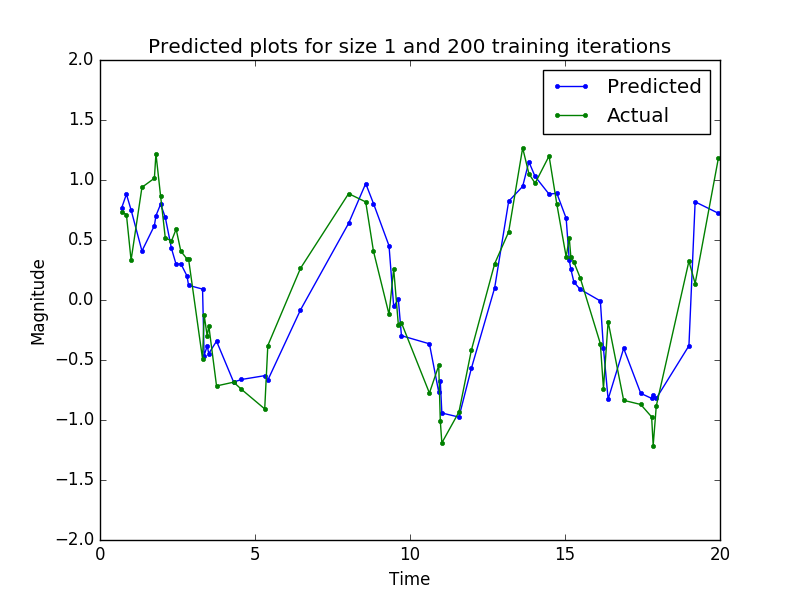 Predicted plots for size 1 and 200 training iterations
Predicted
Actual
2.0
1.5
1.0
0.5
0.0
−0.5
−1.0
−1.5
−2.0
Magnitude
0 5 10 15 20
Time